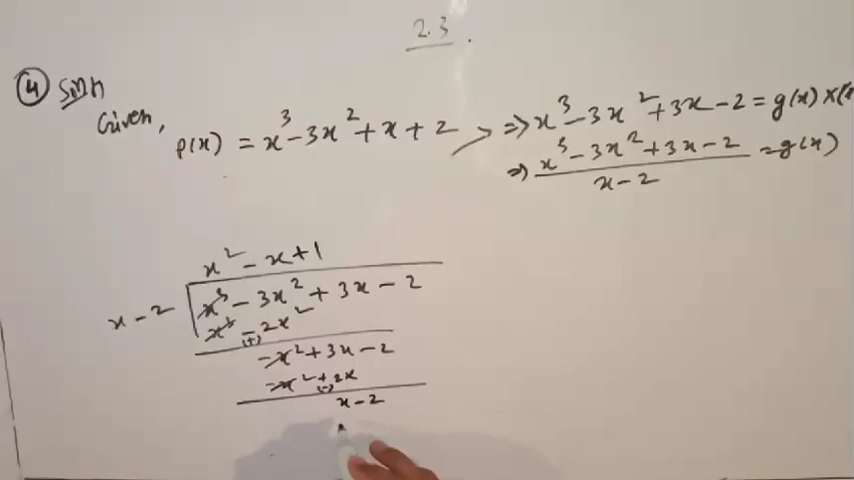 2.3
④ Soln
Given,
p(x) = x³ - 3x² + x + 2
⇒ x³ - 3x² + 3x - 2 = g(x) × (
⇒ x³ - 3x² + 3x - 2 / x - 2 = g(x)
x² - x + 1
x - 2 x³ - 3x² + 3x - 2
x³ - 2x²
(+)
-x² + 3x - 2
-x² + 2x
(-)
x - 2